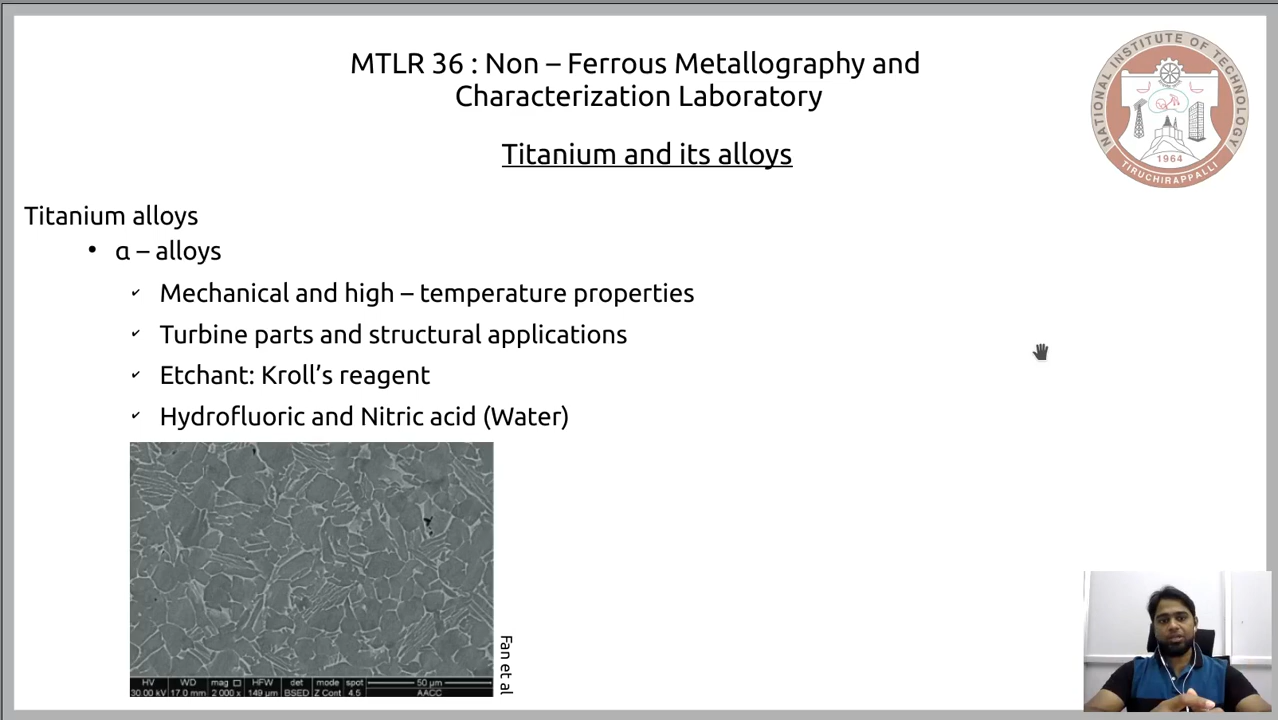 MTLR 36 : Non – Ferrous Metallography and
Characterization Laboratory
NATIONAL INSTITUTE OF TECHNOLOGY
1964
TIRUCHIRAPPALLI
Titanium and its alloys
Titanium alloys
• α – alloys
✓ Mechanical and high – temperature properties
✓ Turbine parts and structural applications
✓ Etchant: Kroll’s reagent
✓ Hydrofluoric and Nitric acid (Water)
Fan et al
HV WD mag □ HFW det mode spot 50 μm
30.00 kV 17.0 mm 2 000 x 149 μm BSED Z Cont 4.5 AACC